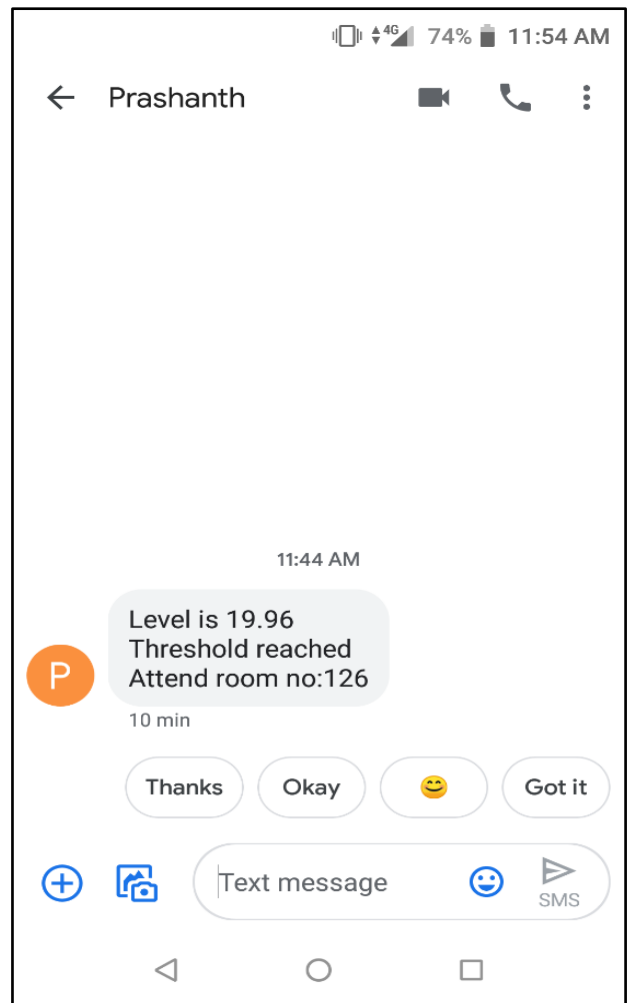 4G 74% 11:54 AM
Prashanth
11:44 AM
Level is 19.96
Threshold reached
Attend room no:126
P
10 min
Thanks Okay 😊 Got it
Text message
SMS